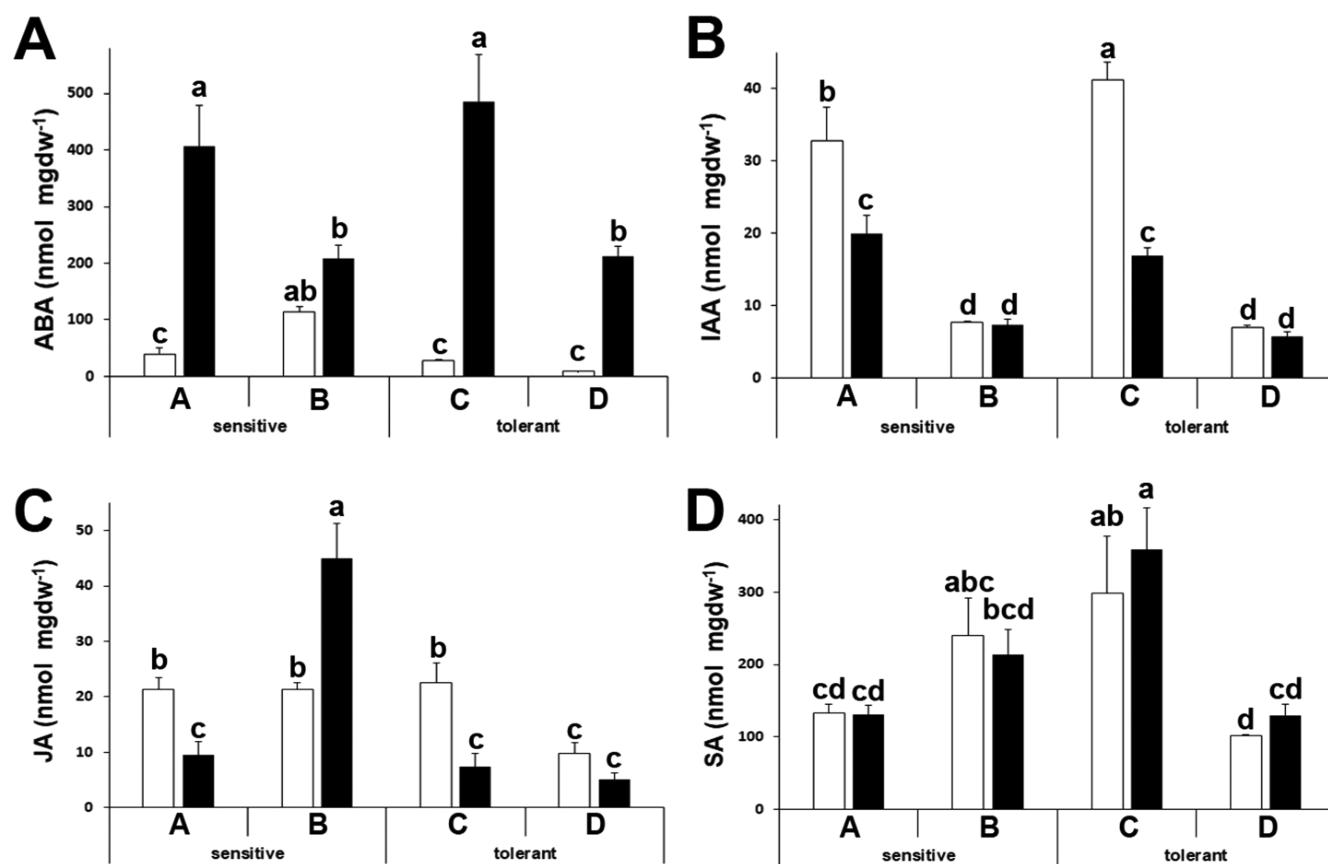 A
ABA (nmol mgdw-1)
500
400
300
200
100
0
c
a
ab
b
c
a
c
b
A
B
C
D
sensitive
tolerant
B
IAA (nmol mgdw-1)
40
30
20
10
0
b
c
d
d
a
c
d
d
A
B
C
D
sensitive
tolerant
C
JA (nmol mgdw-1)
50
40
30
20
10
0
b
c
b
a
b
c
c
c
A
B
C
D
sensitive
tolerant
D
SA (nmol mgdw-1)
400
300
200
100
0
cd
cd
abc
bcd
ab
a
d
cd
A
B
C
D
sensitive
tolerant